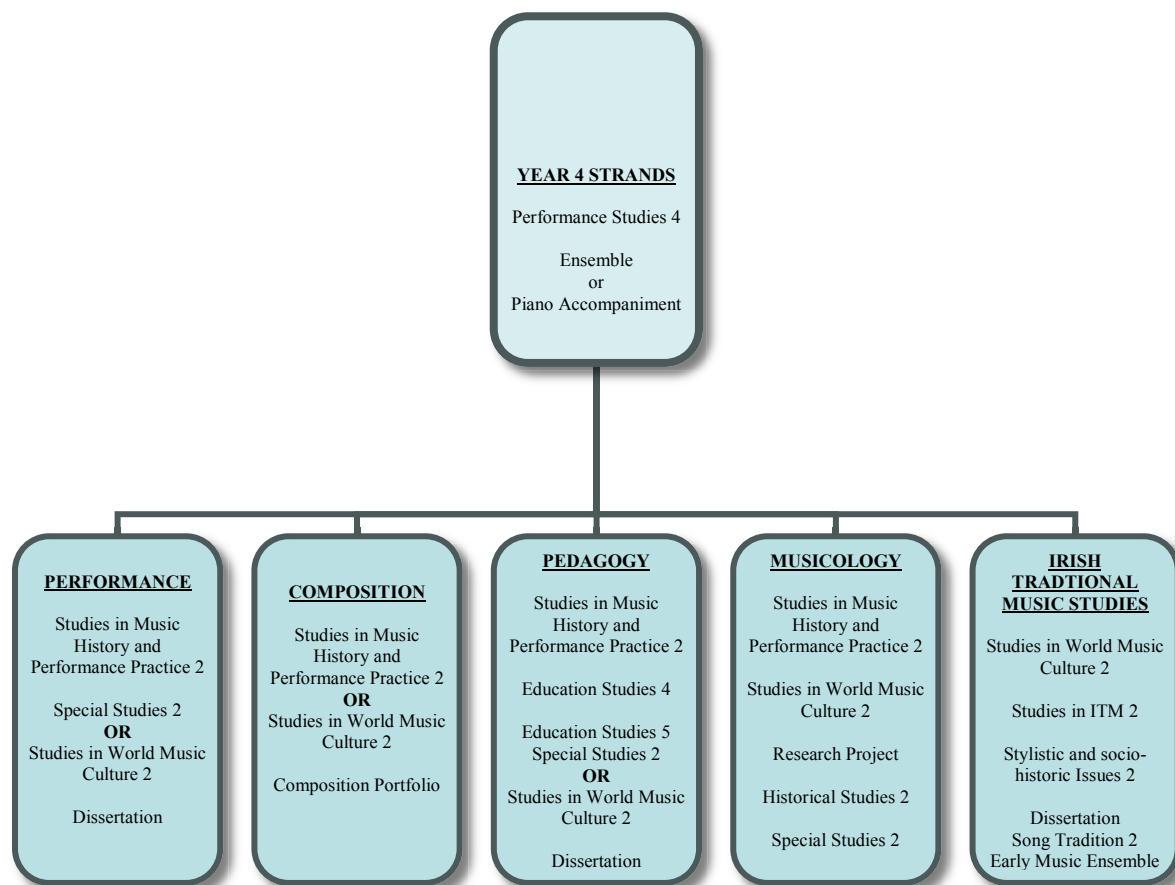 YEAR 4 STRANDS
Performance Studies 4
Ensemble
or
Piano Accompaniment
PERFORMANCE
Studies in Music
History and
Performance Practice 2
Special Studies 2
OR
Studies in World Music
Culture 2
Dissertation
COMPOSITION
Studies in Music
History and
Performance Practice 2
OR
Studies in World Music
Culture 2
Composition Portfolio
PEDAGOGY
Studies in Music
History and
Performance Practice 2
Education Studies 4
Education Studies 5
Special Studies 2
OR
Studies in World Music
Culture 2
Dissertation
MUSICOLOGY
Studies in Music
History and
Performance Practice 2
Studies in World Music
Culture 2
Research Project
Historical Studies 2
Special Studies 2
IRISH
TRADTIONAL
MUSIC STUDIES
Studies in World Music
Culture 2
Studies in ITM 2
Stylistic and socio-
historic Issues 2
Dissertation
Song Tradition 2
Early Music Ensemble